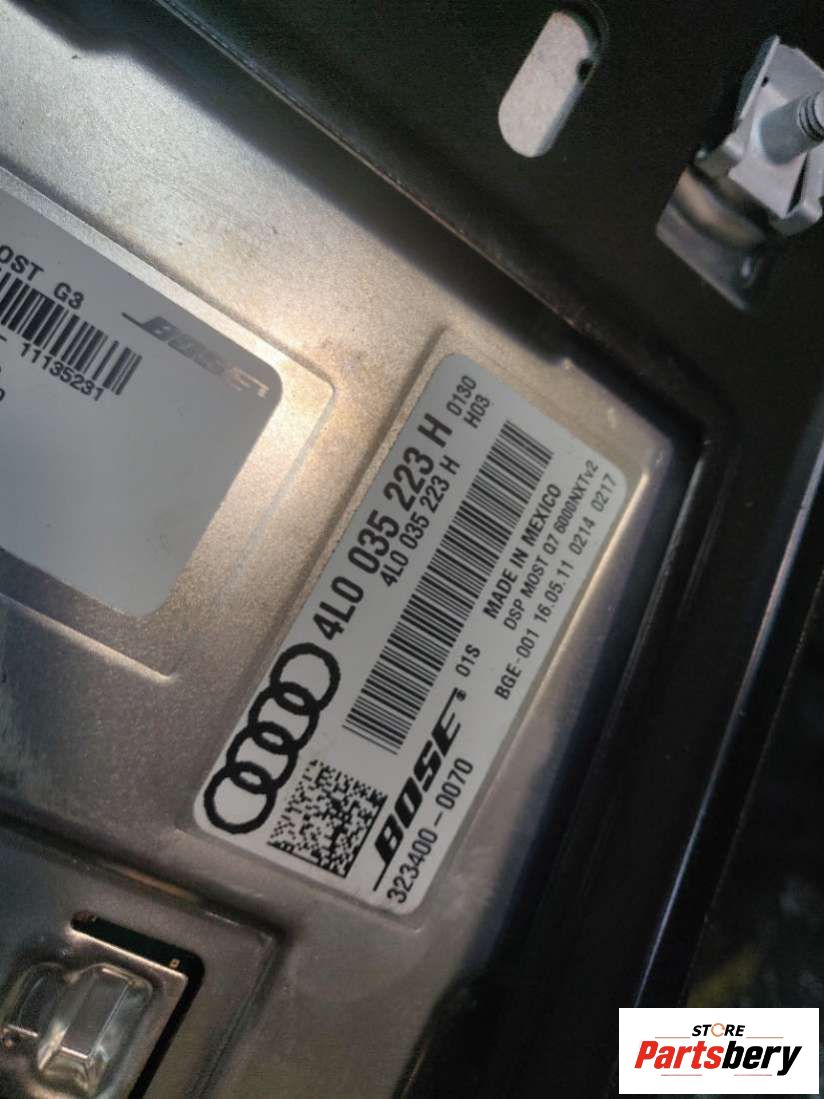 OST G3
11135231
BOSE
4L0 035 223 H 0130
4L0 035 223 H H03
BOSE® 01S MADE IN MEXICO
323400-0070 DSP MOST Q7 6000NXTv2
BGE-001 16.05.11 0214 0217
STORE
Partsbery